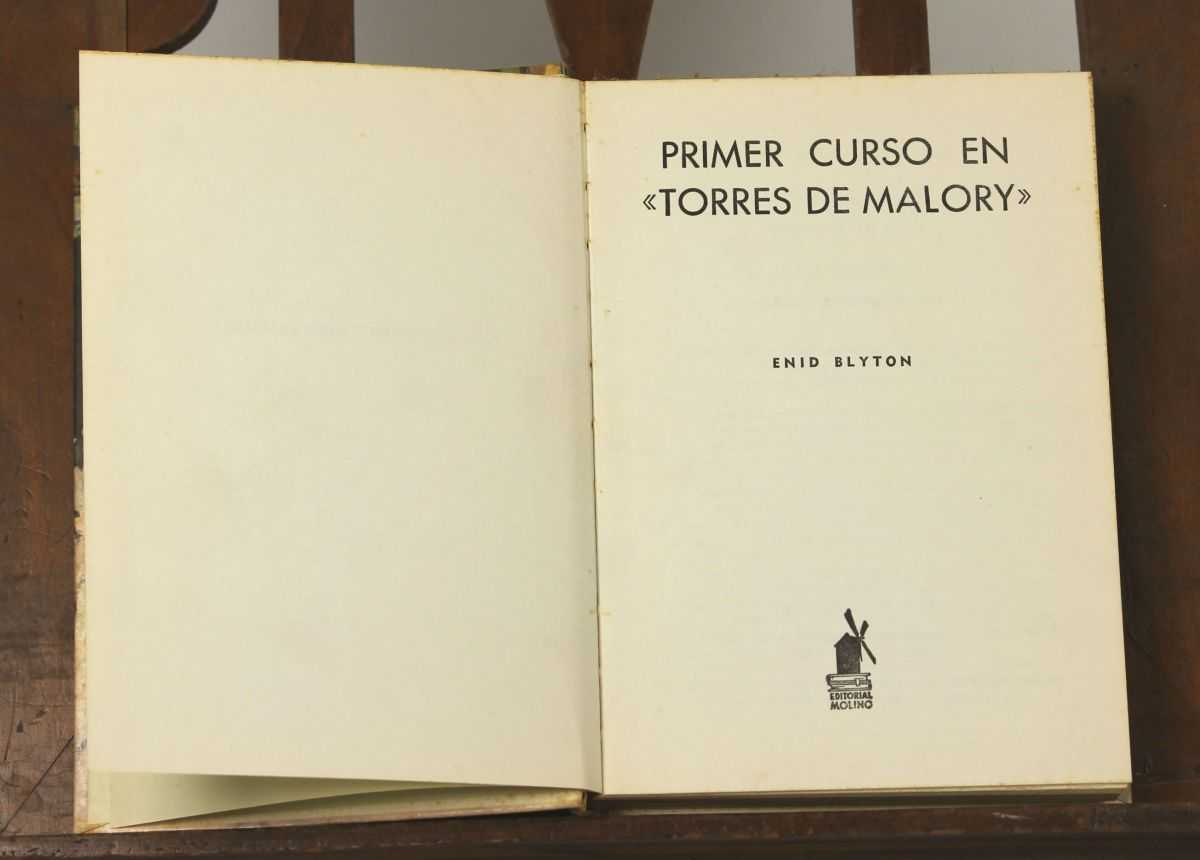 PRIMER CURSO EN
«TORRES DE MALORY»
ENID BLYTON
EDITORIAL
MOLINO